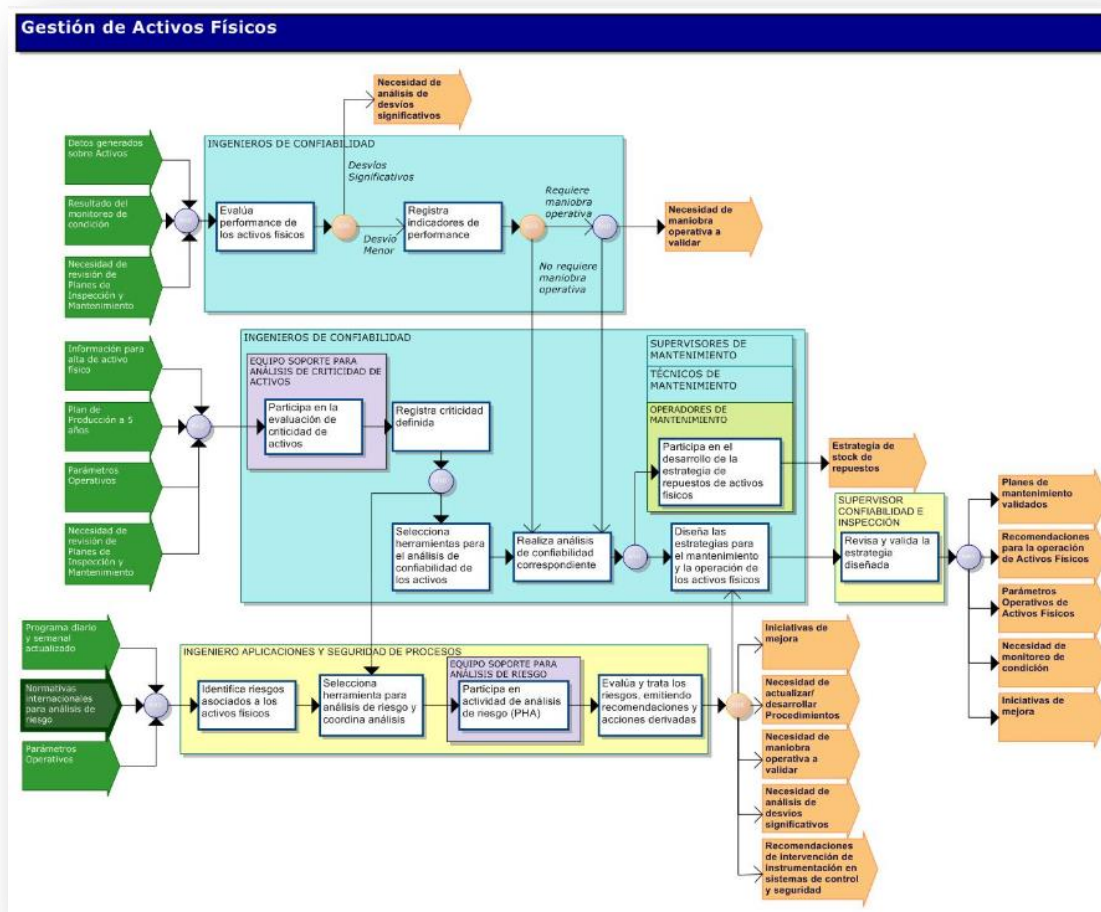 Gestión de Activos Físicos
Necesidad de
análisis de
desvíos
significativos
Datos generados
sobre Activos
Resultado del
monitoreo de
condición
Necesidad de
revisión de
Planes de
Inspección y
Mantenimiento
INGENIEROS DE CONFIABILIDAD
Evalúa
performance de
los activos físicos
Desvíos
Significativos
Desvío
Menor
Registra
indicadores de
performance
Requiere
maniobra
operativa
No requiere
maniobra
operativa
Necesidad de
maniobra
operativa a
validar
Información para
alta de activo
físico
Plan de
Producción a 5
años
Parámetros
Operativos
Necesidad de
revisión de
Planes de
Inspección y
Mantenimiento
INGENIEROS DE CONFIABILIDAD
EQUIPO SOPORTE PARA
ANÁLISIS DE CRITICIDAD DE
ACTIVOS
Participa en la
evaluación de
criticidad de
activos
Registra criticidad
definida
Selecciona
herramientas para
el análisis de
confiabilidad de
los activos
Realiza análisis
de confiabilidad
correspondiente
SUPERVISORES DE
MANTENIMIENTO
TÉCNICOS DE
MANTENIMIENTO
OPERADORES DE
MANTENIMIENTO
Participa en el
desarrollo de la
estrategia de
repuestos de activos
físicos
Diseña las
estrategias para
el mantenimiento
y la operación de
los activos físicos
Estrategia de
stock de
repuestos
SUPERVISOR
CONFIABILIDAD E
INSPECCIÓN
Revisa y valida la
estrategia
diseñada
Planes de
mantenimiento
validados
Recomendaciones
para la operación
de Activos Físicos
Parámetros
Operativos de
Activos Físicos
Necesidad de
monitoreo de
condición
Iniciativas de
mejora
Programa diario
y semanal
actualizado
Normativas
internacionales
para análisis de
riesgo
Parámetros
Operativos
INGENIERO APLICACIONES Y SEGURIDAD DE PROCESOS
Identifica riesgos
asociados a los
activos físicos
Selecciona
herramienta para
análisis de riesgo y
coordina análisis
EQUIPO SOPORTE PARA
ANÁLISIS DE RIESGO
Participa en
actividad de análisis
de riesgo (PHA)
Evalúa y trata los
riesgos, emitiendo
recomendaciones y
acciones derivadas
Iniciativas de
mejora
Necesidad de
actualizar/
desarrollar
Procedimientos
Necesidad de
maniobra
operativa a
validar
Necesidad de
análisis de
desvíos
significativos
Recomendaciones
de intervención de
instrumentación en
sistemas de control
y seguridad